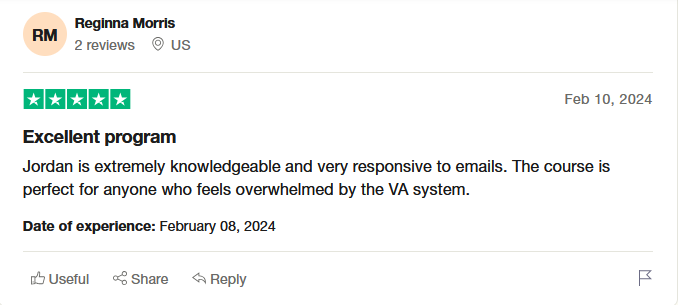 RM
Reginna Morris
2 reviews
US
Feb 10, 2024
Excellent program
Jordan is extremely knowledgeable and very responsive to emails. The course is
perfect for anyone who feels overwhelmed by the VA system.
Date of experience: February 08, 2024
Useful Share Reply